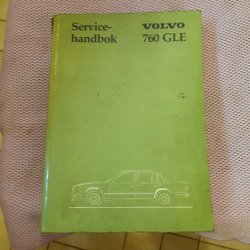 Service-
handbok
VOLVO
760 GLE